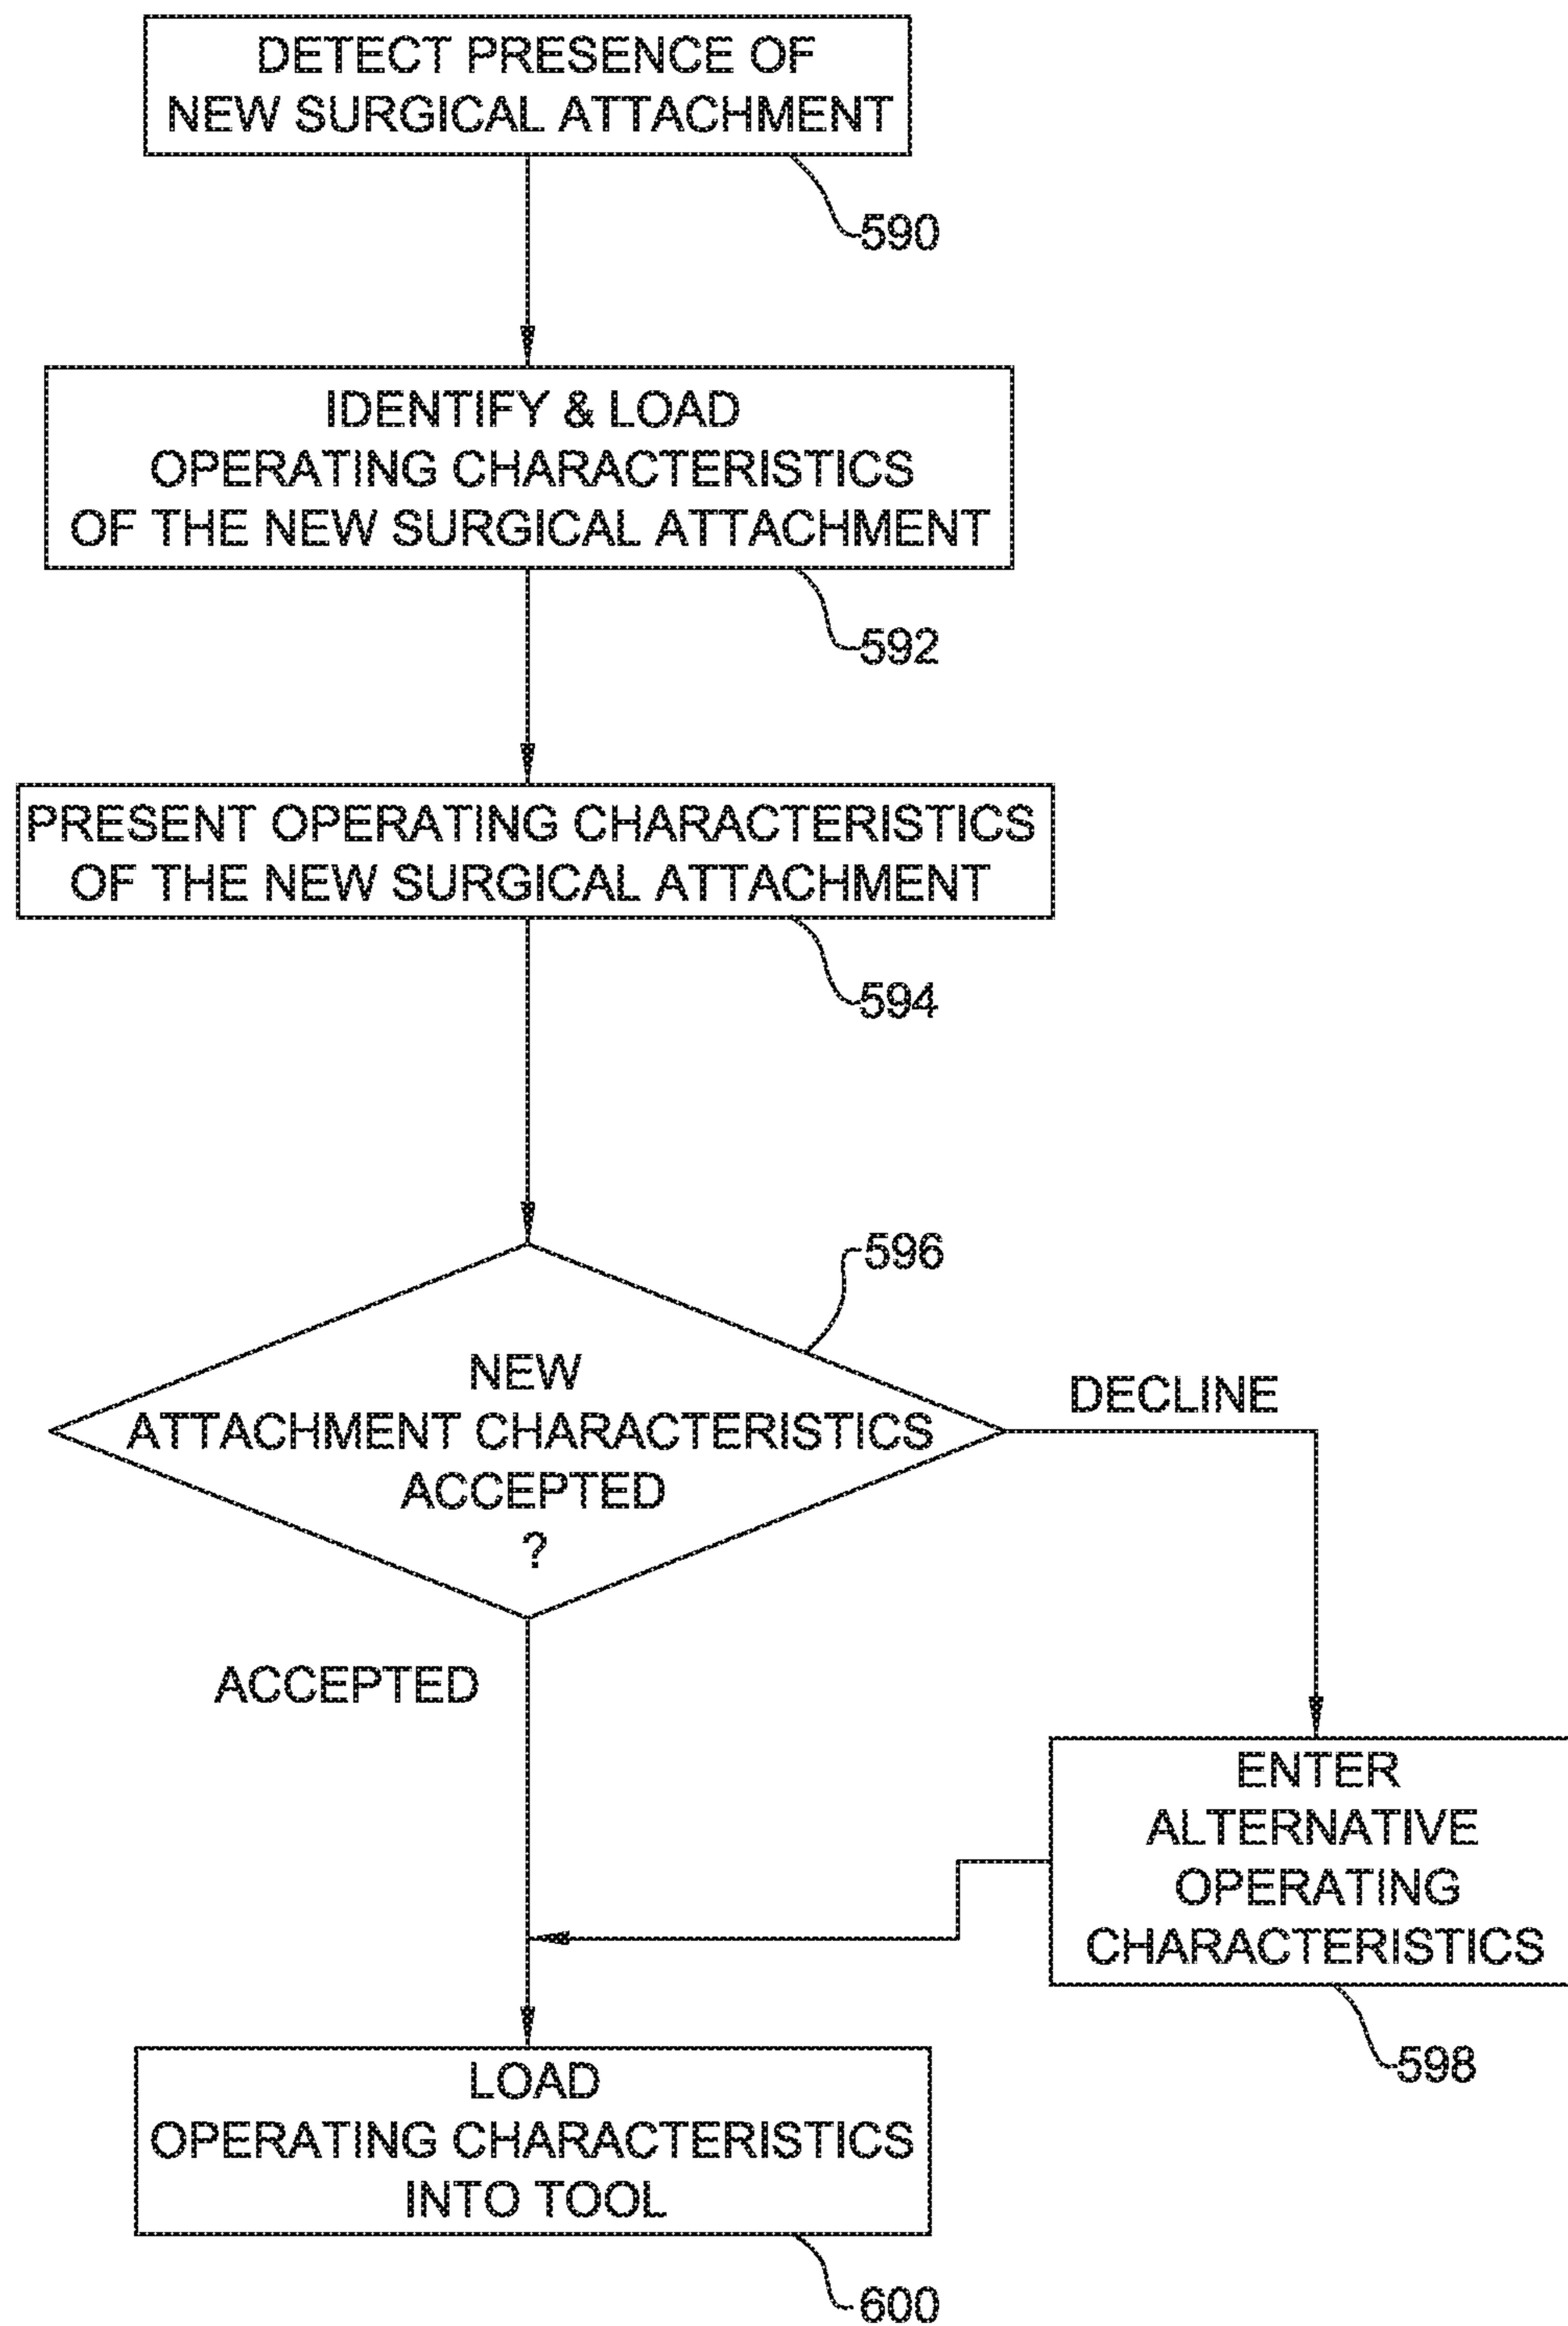 DETECT PRESENCE OF
NEW SURGICAL ATTACHMENT
590
IDENTIFY & LOAD
OPERATING CHARACTERISTICS
OF THE NEW SURGICAL ATTACHMENT
592
PRESENT OPERATING CHARACTERISTICS
OF THE NEW SURGICAL ATTACHMENT
594
596
NEW
ATTACHMENT CHARACTERISTICS
ACCEPTED
?
DECLINE
ACCEPTED
ENTER
ALTERNATIVE
OPERATING
CHARACTERISTICS
598
LOAD
OPERATING CHARACTERISTICS
INTO TOOL
600